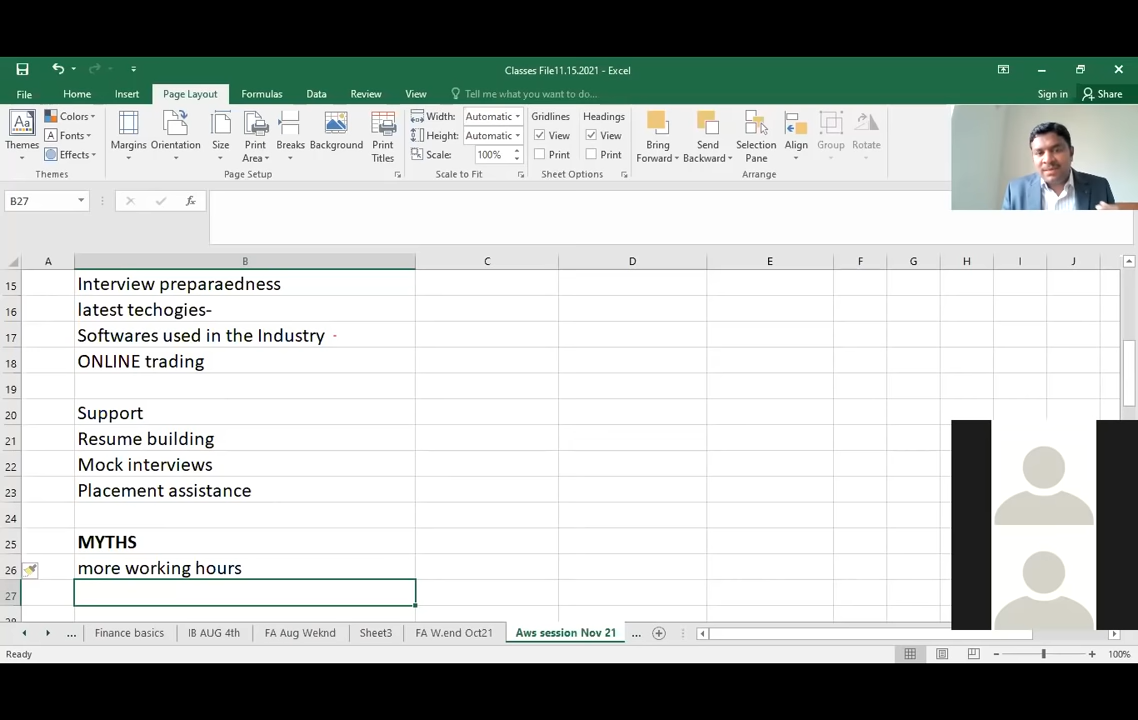 Classes File11.15.2021 - Excel
File Home Insert Page Layout Formulas Data Review View Tell me what you want to do... Sign in Share
Themes Colors Fonts Effects
Margins Orientation Size Print Area Breaks Background Print Titles
Width: Automatic
Height: Automatic
Scale: 100%
Gridlines Headings
View View
Print Print
Bring Forward Send Backward Selection Pane Align Group Rotate
Themes Page Setup Scale to Fit Sheet Options Arrange
B27 fx
A B C D E F G H I J
15 Interview preparaedness
16 latest techogies-
17 Softwares used in the Industry -
18 ONLINE trading
19
20 Support
21 Resume building
22 Mock interviews
23 Placement assistance
24
25 MYTHS
26 more working hours
27
28
... Finance basics IB AUG 4th FA Aug Weknd Sheet3 FA W.end Oct21 Aws session Nov 21 ...
Ready 100%